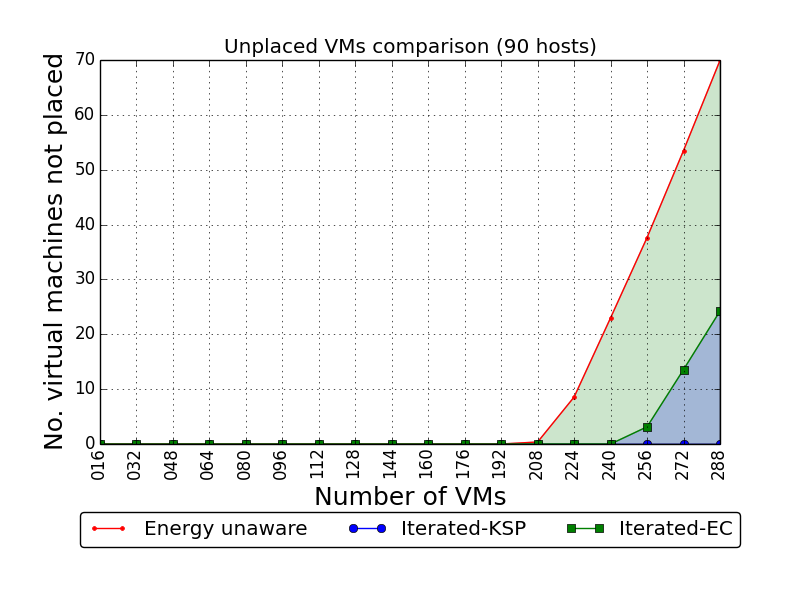 Unplaced VMs comparison (90 hosts)
No. virtual machines not placed
70
60
50
40
30
20
10
0
016 032 048 064 080 096 112 128 144 160 176 192 208 224 240 256 272 288
Number of VMs
Energy unaware Iterated-KSP Iterated-EC